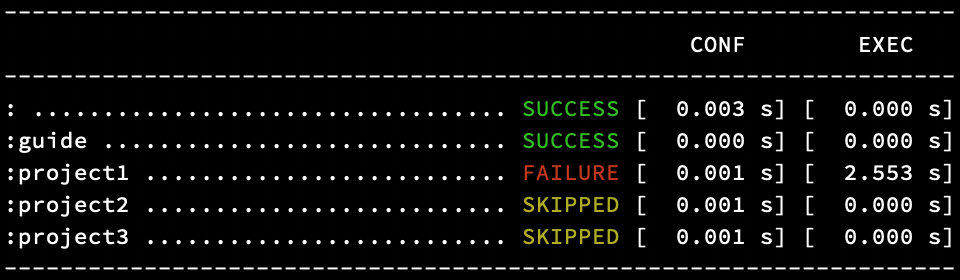 --------------------------------------------------------------------
                                                 CONF        EXEC
--------------------------------------------------------------------
: .................................. SUCCESS [  0.003 s] [  0.000 s]
:guide ............................. SUCCESS [  0.000 s] [  0.000 s]
:project1 .......................... FAILURE [  0.001 s] [  2.553 s]
:project2 .......................... SKIPPED [  0.001 s] [  0.000 s]
:project3 .......................... SKIPPED [  0.001 s] [  0.000 s]
--------------------------------------------------------------------